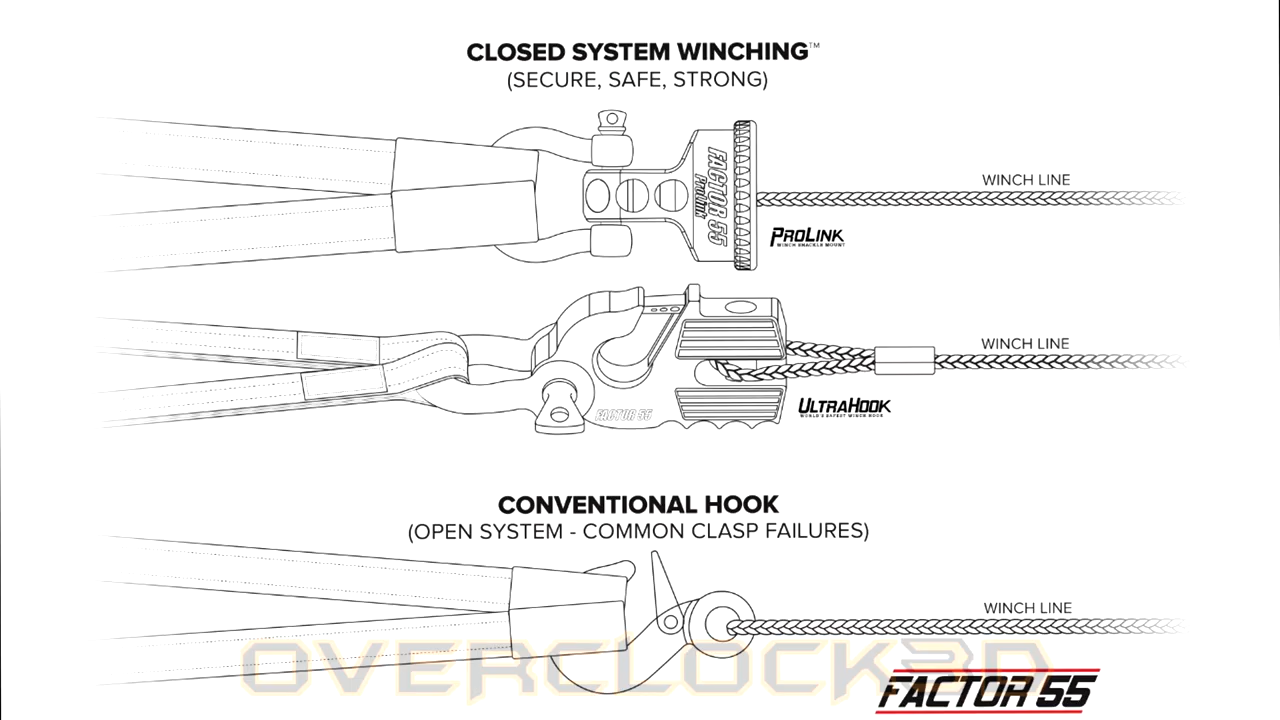 CLOSED SYSTEM WINCHING™
(SECURE, SAFE, STRONG)
FACTOR 55
ProLink
WINCH LINE
PROLINK
WINCH SHACKLE MOUNT
WINCH LINE
FACTOR 55
ULTRAHOOK
WORLD'S SAFEST WINCH HOOK
CONVENTIONAL HOOK
(OPEN SYSTEM - COMMON CLASP FAILURES)
WINCH LINE
OVERCLOCK3D
FACTOR 55